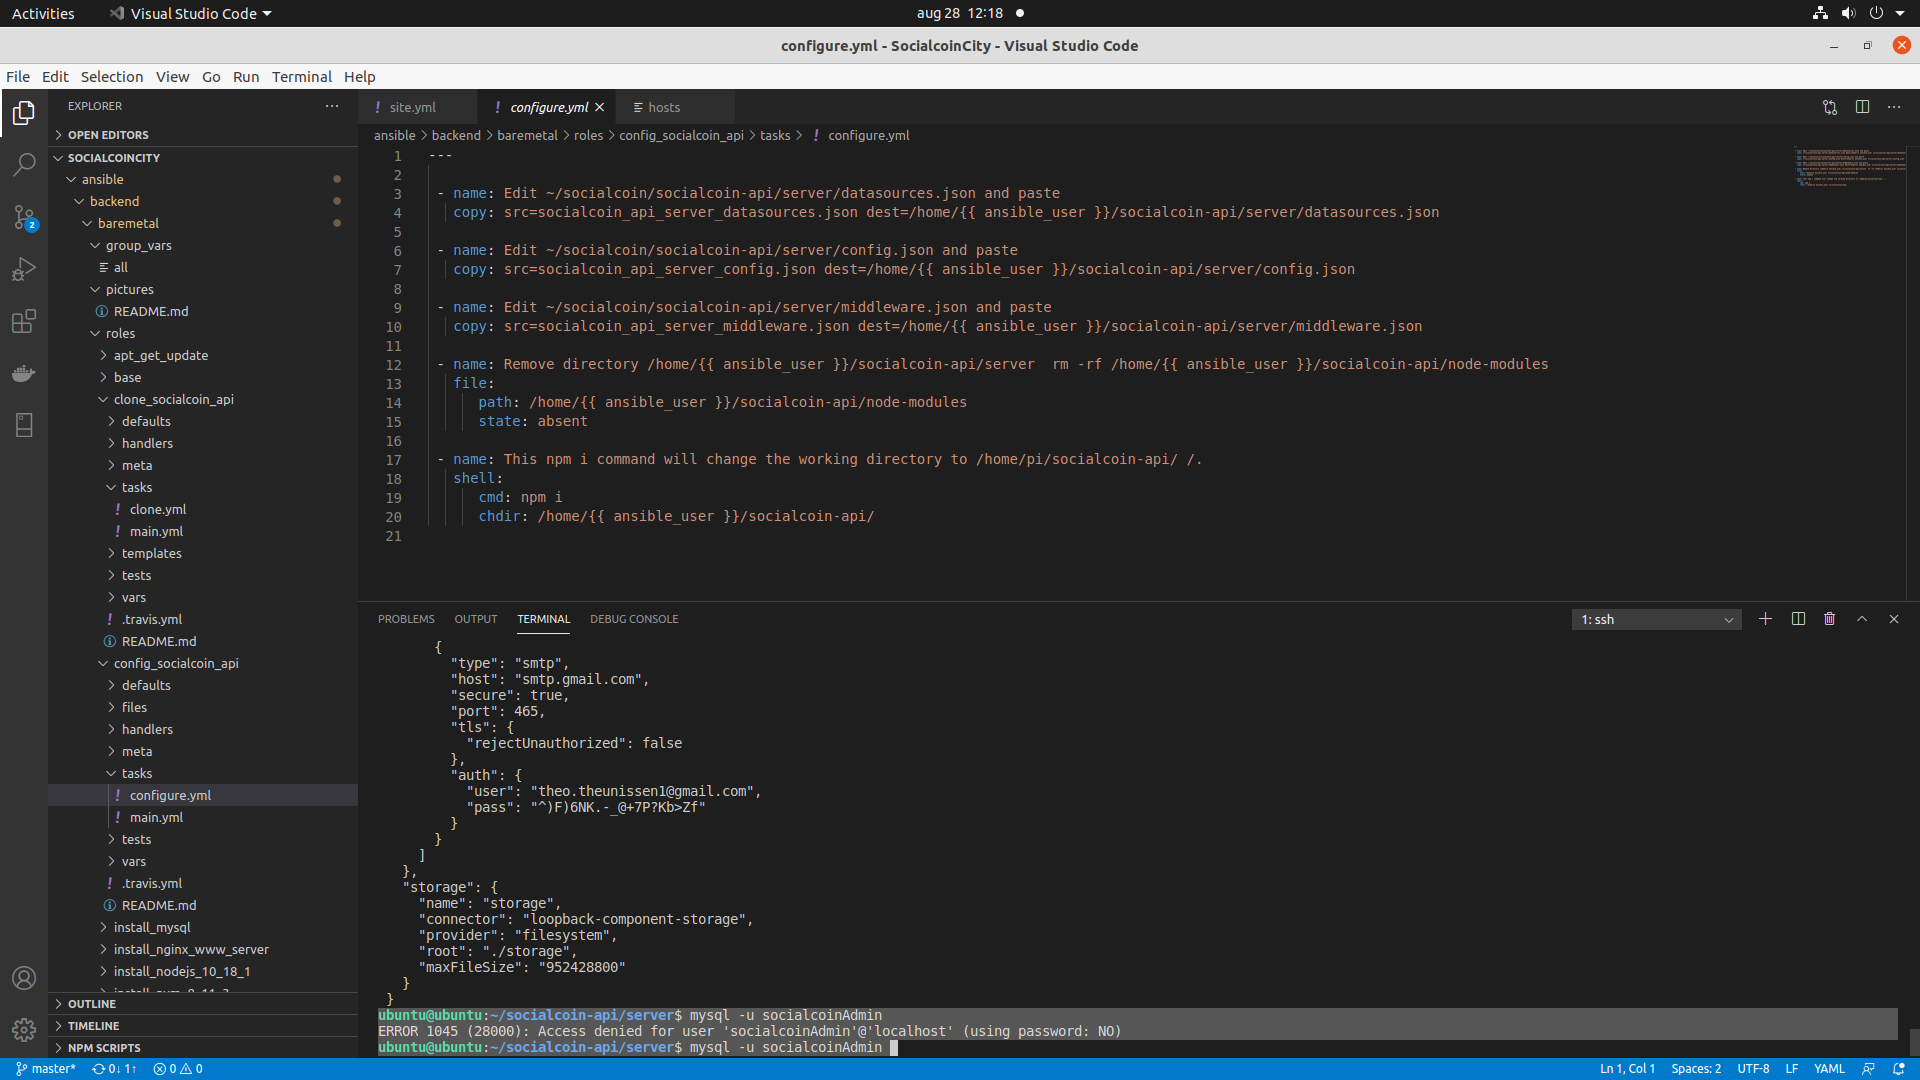 Activities
Visual Studio Code
aug 28 12:18
configure.yml - SocialcoinCity - Visual Studio Code
File Edit Selection View Go Run Terminal Help
EXPLORER
OPEN EDITORS
SOCIALCOINCITY
ansible
backend
baremetal
group_vars
all
pictures
README.md
roles
apt_get_update
base
clone_socialcoin_api
defaults
handlers
meta
tasks
clone.yml
main.yml
templates
tests
vars
.travis.yml
README.md
config_socialcoin_api
defaults
files
handlers
meta
tasks
configure.yml
main.yml
tests
vars
.travis.yml
README.md
install_mysql
install_nginx_www_server
install_nodejs_10_18_1
OUTLINE
TIMELINE
NPM SCRIPTS
2
! site.yml
! configure.yml
hosts
ansible > backend > baremetal > roles > config_socialcoin_api > tasks > ! configure.yml
1 ---
2
3 - name: Edit ~/socialcoin/socialcoin-api/server/datasources.json and paste
4 copy: src=socialcoin_api_server_datasources.json dest=/home/{{ ansible_user }}/socialcoin-api/server/datasources.json
5
6 - name: Edit ~/socialcoin/socialcoin-api/server/config.json and paste
7 copy: src=socialcoin_api_server_config.json dest=/home/{{ ansible_user }}/socialcoin-api/server/config.json
8
9 - name: Edit ~/socialcoin/socialcoin-api/server/middleware.json and paste
10 copy: src=socialcoin_api_server_middleware.json dest=/home/{{ ansible_user }}/socialcoin-api/server/middleware.json
11
12 - name: Remove directory /home/{{ ansible_user }}/socialcoin-api/server  rm -rf /home/{{ ansible_user }}/socialcoin-api/node-modules
13 file:
14 path: /home/{{ ansible_user }}/socialcoin-api/node-modules
15 state: absent
16
17 - name: This npm i command will change the working directory to /home/pi/socialcoin-api/ /.
18 shell:
19 cmd: npm i
20 chdir: /home/{{ ansible_user }}/socialcoin-api/
21
PROBLEMS OUTPUT TERMINAL DEBUG CONSOLE
1: ssh
{
"type": "smtp",
"host": "smtp.gmail.com",
"secure": true,
"port": 465,
"tls": {
"rejectUnauthorized": false
},
"auth": {
"user": "theo.theunissen1@gmail.com",
"pass": "^)F)6NK.-_@+7P?Kb>Zf"
}
}
]
},
"storage": {
"name": "storage",
"connector": "loopback-component-storage",
"provider": "filesystem",
"root": "./storage",
"maxFileSize": "952428800"
}
}
ubuntu@ubuntu:~/socialcoin-api/server$ mysql -u socialcoinAdmin
ERROR 1045 (28000): Access denied for user 'socialcoinAdmin'@'localhost' (using password: NO)
ubuntu@ubuntu:~/socialcoin-api/server$ mysql -u socialcoinAdmin
master* 0↓ 1↑ 0 0
Ln 1, Col 1 Spaces: 2 UTF-8 LF YAML